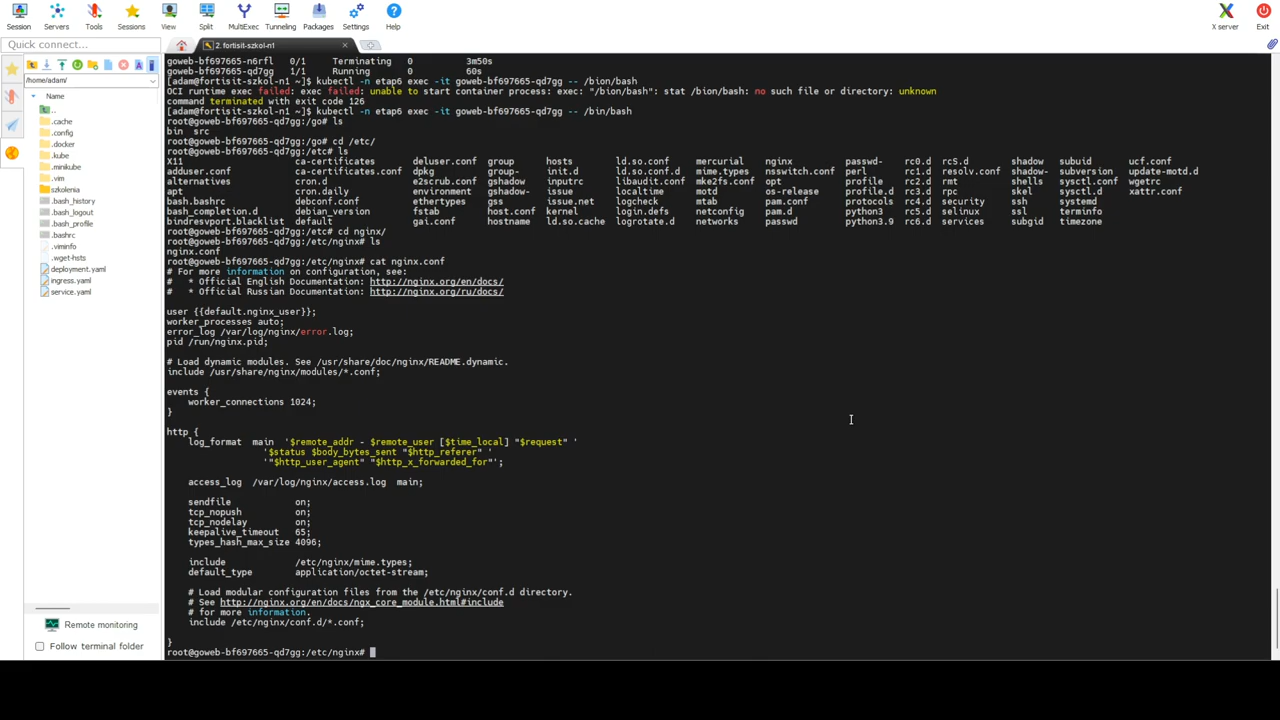 Session Servers Tools Sessions View Split MultiExec Tunneling Packages Settings Help X server Exit
Quick connect... 2. fortisit-szkol-n1
/home/adam/
Name
..
.cache
.config
.docker
.kube
.minikube
.vim
szkolenia
.bash_history
.bash_logout
.bash_profile
.bashrc
.viminfo
.wget-hsts
deployment.yaml
ingress.yaml
service.yaml
Remote monitoring
Follow terminal folder
goweb-bf697665-n6rfl 0/1 Terminating 0 3m50s
goweb-bf697665-qd7gg 1/1 Running 0 60s
[adam@fortisit-szkol-n1 ~]$ kubectl -n etap6 exec -it goweb-bf697665-qd7gg -- /bin/bash
OCI runtime exec failed: exec failed: unable to start container process: exec: "/bin/bash": stat /bin/bash: no such file or directory: unknown
command terminated with exit code 126
[adam@fortisit-szkol-n1 ~]$ kubectl -n etap6 exec -it goweb-bf697665-qd7gg -- /bin/bash
root@goweb-bf697665-qd7gg:/go# ls
bin src
root@goweb-bf697665-qd7gg:/go# cd /etc/
root@goweb-bf697665-qd7gg:/etc# ls
X11 ca-certificates deluser.conf group hosts ld.so.conf mercurial nginx passwd- rc0.d rc5.d shadow subuid ucf.conf
adduser.conf ca-certificates.conf dpkg group- init.d ld.so.conf.d mime.types nsswitch.conf perl rc1.d resolv.conf shadow- subversion update-motd.d
alternatives cron.d e2scrub.conf gshadow inputrc libaudit.conf mke2fs.conf opt profile rc2.d rmt shells sysctl.conf wgetrc
apt cron.daily environment gshadow- issue localtime motd os-release profile.d rc3.d rpc skel sysctl.d xattr.conf
bash.bashrc debconf.conf ethertypes gss issue.net logcheck mtab pam.conf protocols rc4.d security ssh systemd
bash_completion.d debian_version fstab host.conf kernel login.defs netconfig pam.d python3 rc5.d selinux ssl terminfo
bindresvport.blacklist default gai.conf hostname ld.so.cache logrotate.d networks passwd python3.9 rc6.d services subgid timezone
root@goweb-bf697665-qd7gg:/etc# cd nginx/
root@goweb-bf697665-qd7gg:/etc/nginx# ls
nginx.conf
root@goweb-bf697665-qd7gg:/etc/nginx# cat nginx.conf
# For more information on configuration, see:
# * Official English Documentation: http://nginx.org/en/docs/
# * Official Russian Documentation: http://nginx.org/ru/docs/
user {{default.nginx_user}};
worker_processes auto;
error_log /var/log/nginx/error.log;
pid /run/nginx.pid;
# Load dynamic modules. See /usr/share/doc/nginx/README.dynamic.
include /usr/share/nginx/modules/*.conf;
events {
worker_connections 1024;
}
http {
log_format main '$remote_addr - $remote_user [$time_local] "$request" '
'$status $body_bytes_sent "$http_referer" '
'"$http_user_agent" "$http_x_forwarded_for"';
access_log /var/log/nginx/access.log main;
sendfile on;
tcp_nopush on;
tcp_nodelay on;
keepalive_timeout 65;
types_hash_max_size 4096;
include /etc/nginx/mime.types;
default_type application/octet-stream;
# Load modular configuration files from the /etc/nginx/conf.d directory.
# See http://nginx.org/en/docs/ngx_core_module.html#include
# for more information.
include /etc/nginx/conf.d/*.conf;
}
root@goweb-bf697665-qd7gg:/etc/nginx#